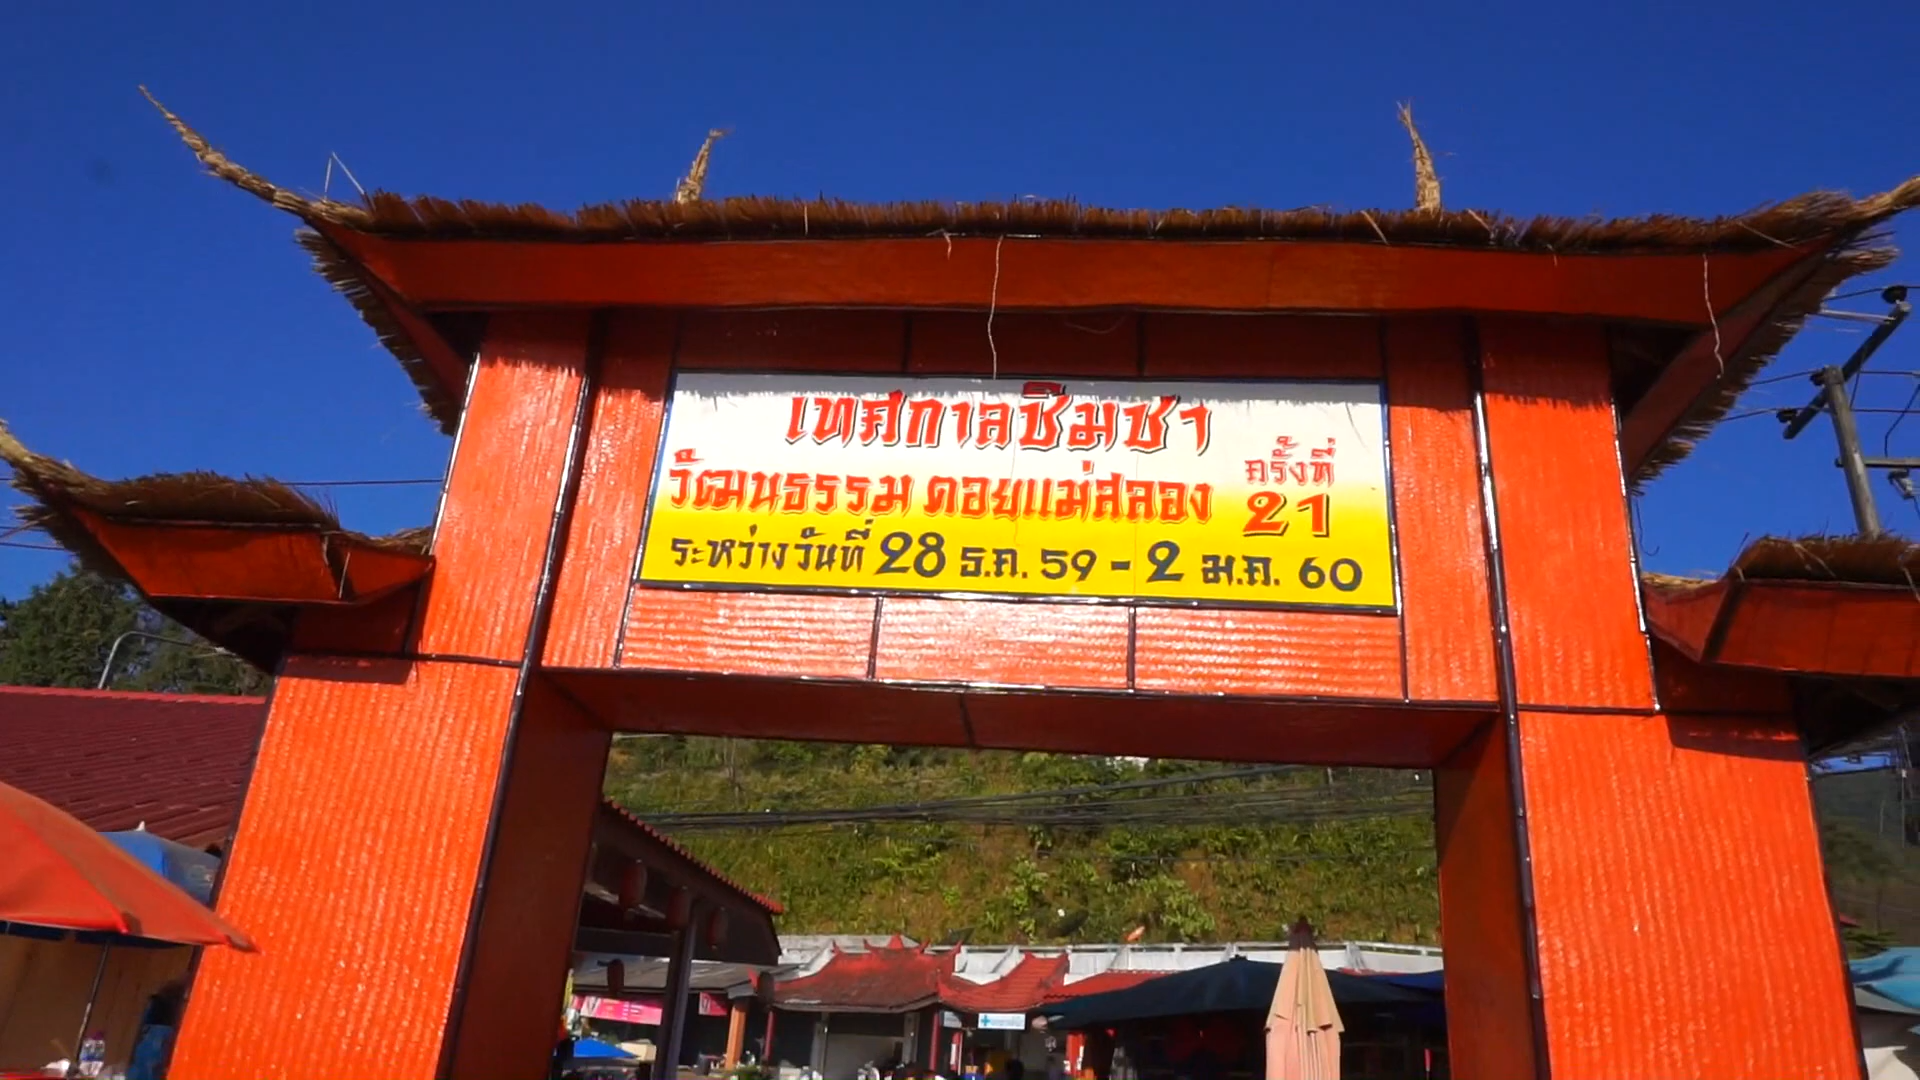 เทศกาลชิมชา
วัฒนธรรม ดอยแม่สลอง
ครั้งที่
21
ระหว่างวันที่ 28 ธ.ค. 59 - 2 ม.ค. 60